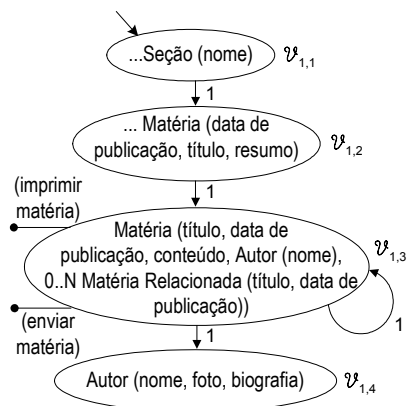 ...Seção (nome)
𝒱1,1
1
... Matéria (data de
publicação, título, resumo)
𝒱1,2
1
(imprimir
matéria)
Matéria (título, data de
publicação, conteúdo, Autor (nome),
0..N Matéria Relacionada (título, data de
publicação))
𝒱1,3
1
(enviar
matéria)
1
Autor (nome, foto, biografia)
𝒱1,4